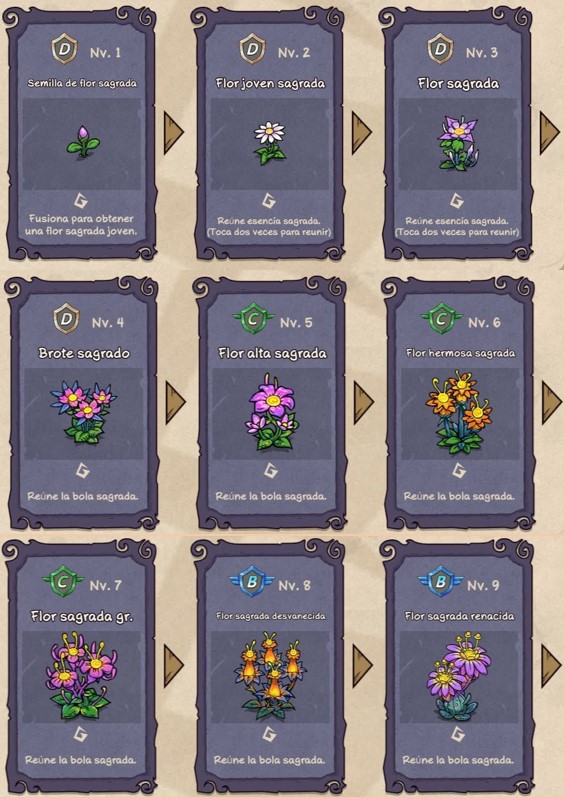 D Nv. 1
Semilla de flor sagrada
Fusiona para obtener
una flor sagrada joven.
D Nv. 2
Flor joven sagrada
Reúne esencia sagrada.
(Toca dos veces para reunir)
D Nv. 3
Flor sagrada
Reúne esencia sagrada.
(Toca dos veces para reunir)
D Nv. 4
Brote sagrado
Reúne la bola sagrada.
C Nv. 5
Flor alta sagrada
Reúne la bola sagrada.
C Nv. 6
Flor hermosa sagrada
Reúne la bola sagrada.
C Nv. 7
Flor sagrada gr.
Reúne la bola sagrada.
B Nv. 8
Flor sagrada desvanecida
Reúne la bola sagrada.
B Nv. 9
Flor sagrada renacida
Reúne la bola sagrada.